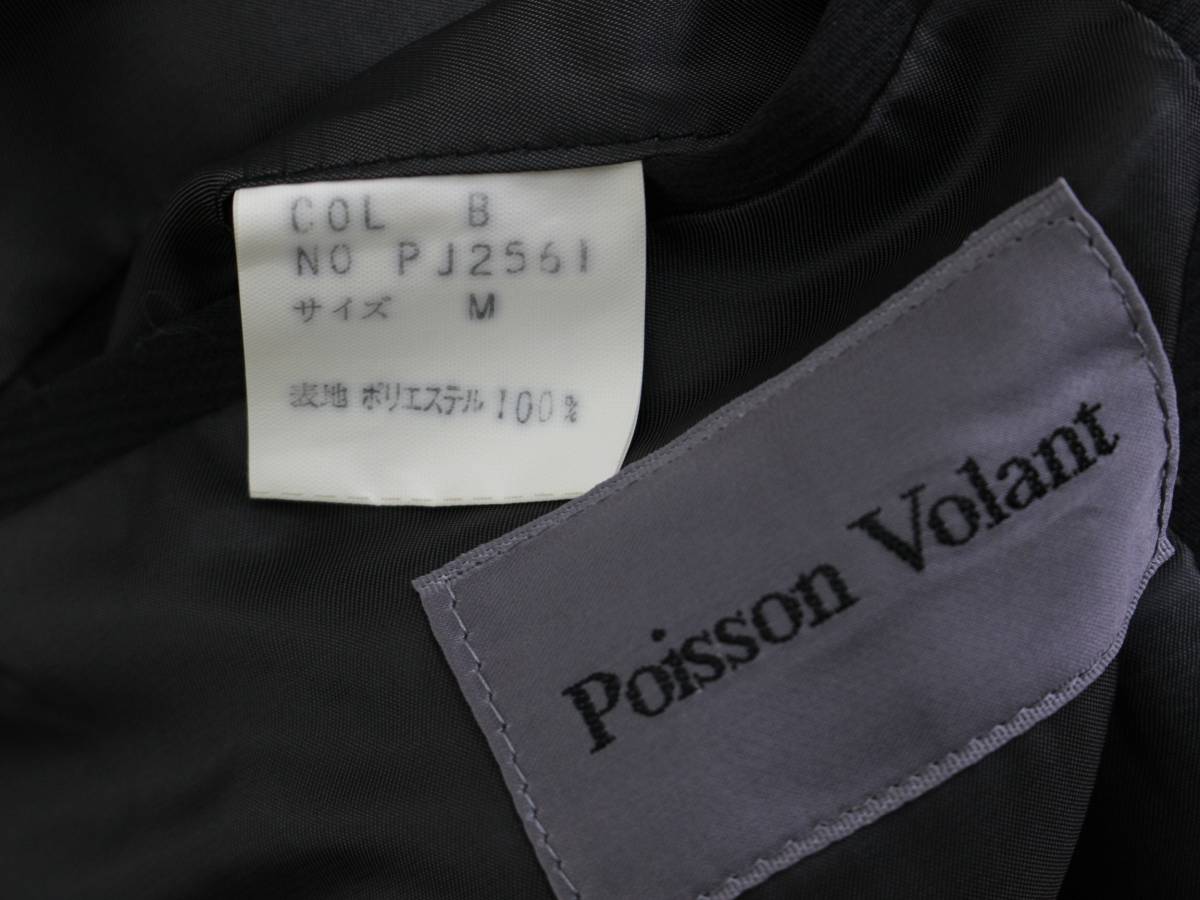 COL B
NO PJ2561
サイズ M
表地 ポリエステル 100%
Poisson Volant